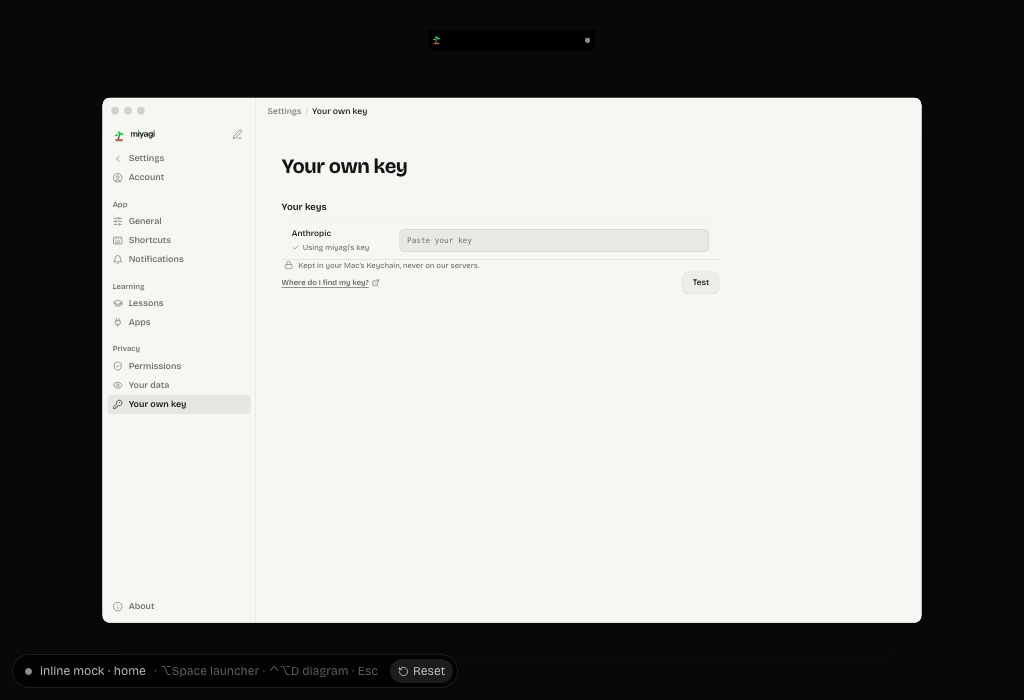 Settings / Your own key
miyagi
Settings
Account
App
General
Shortcuts
Notifications
Learning
Lessons
Apps
Privacy
Permissions
Your data
Your own key
About
Your own key
Your keys
Anthropic
Using miyagi's key
Paste your key
Kept in your Mac's Keychain, never on our servers.
Where do I find my key?
Test
inline mock · home · ⌥Space launcher · ^⌥D diagram · Esc
Reset